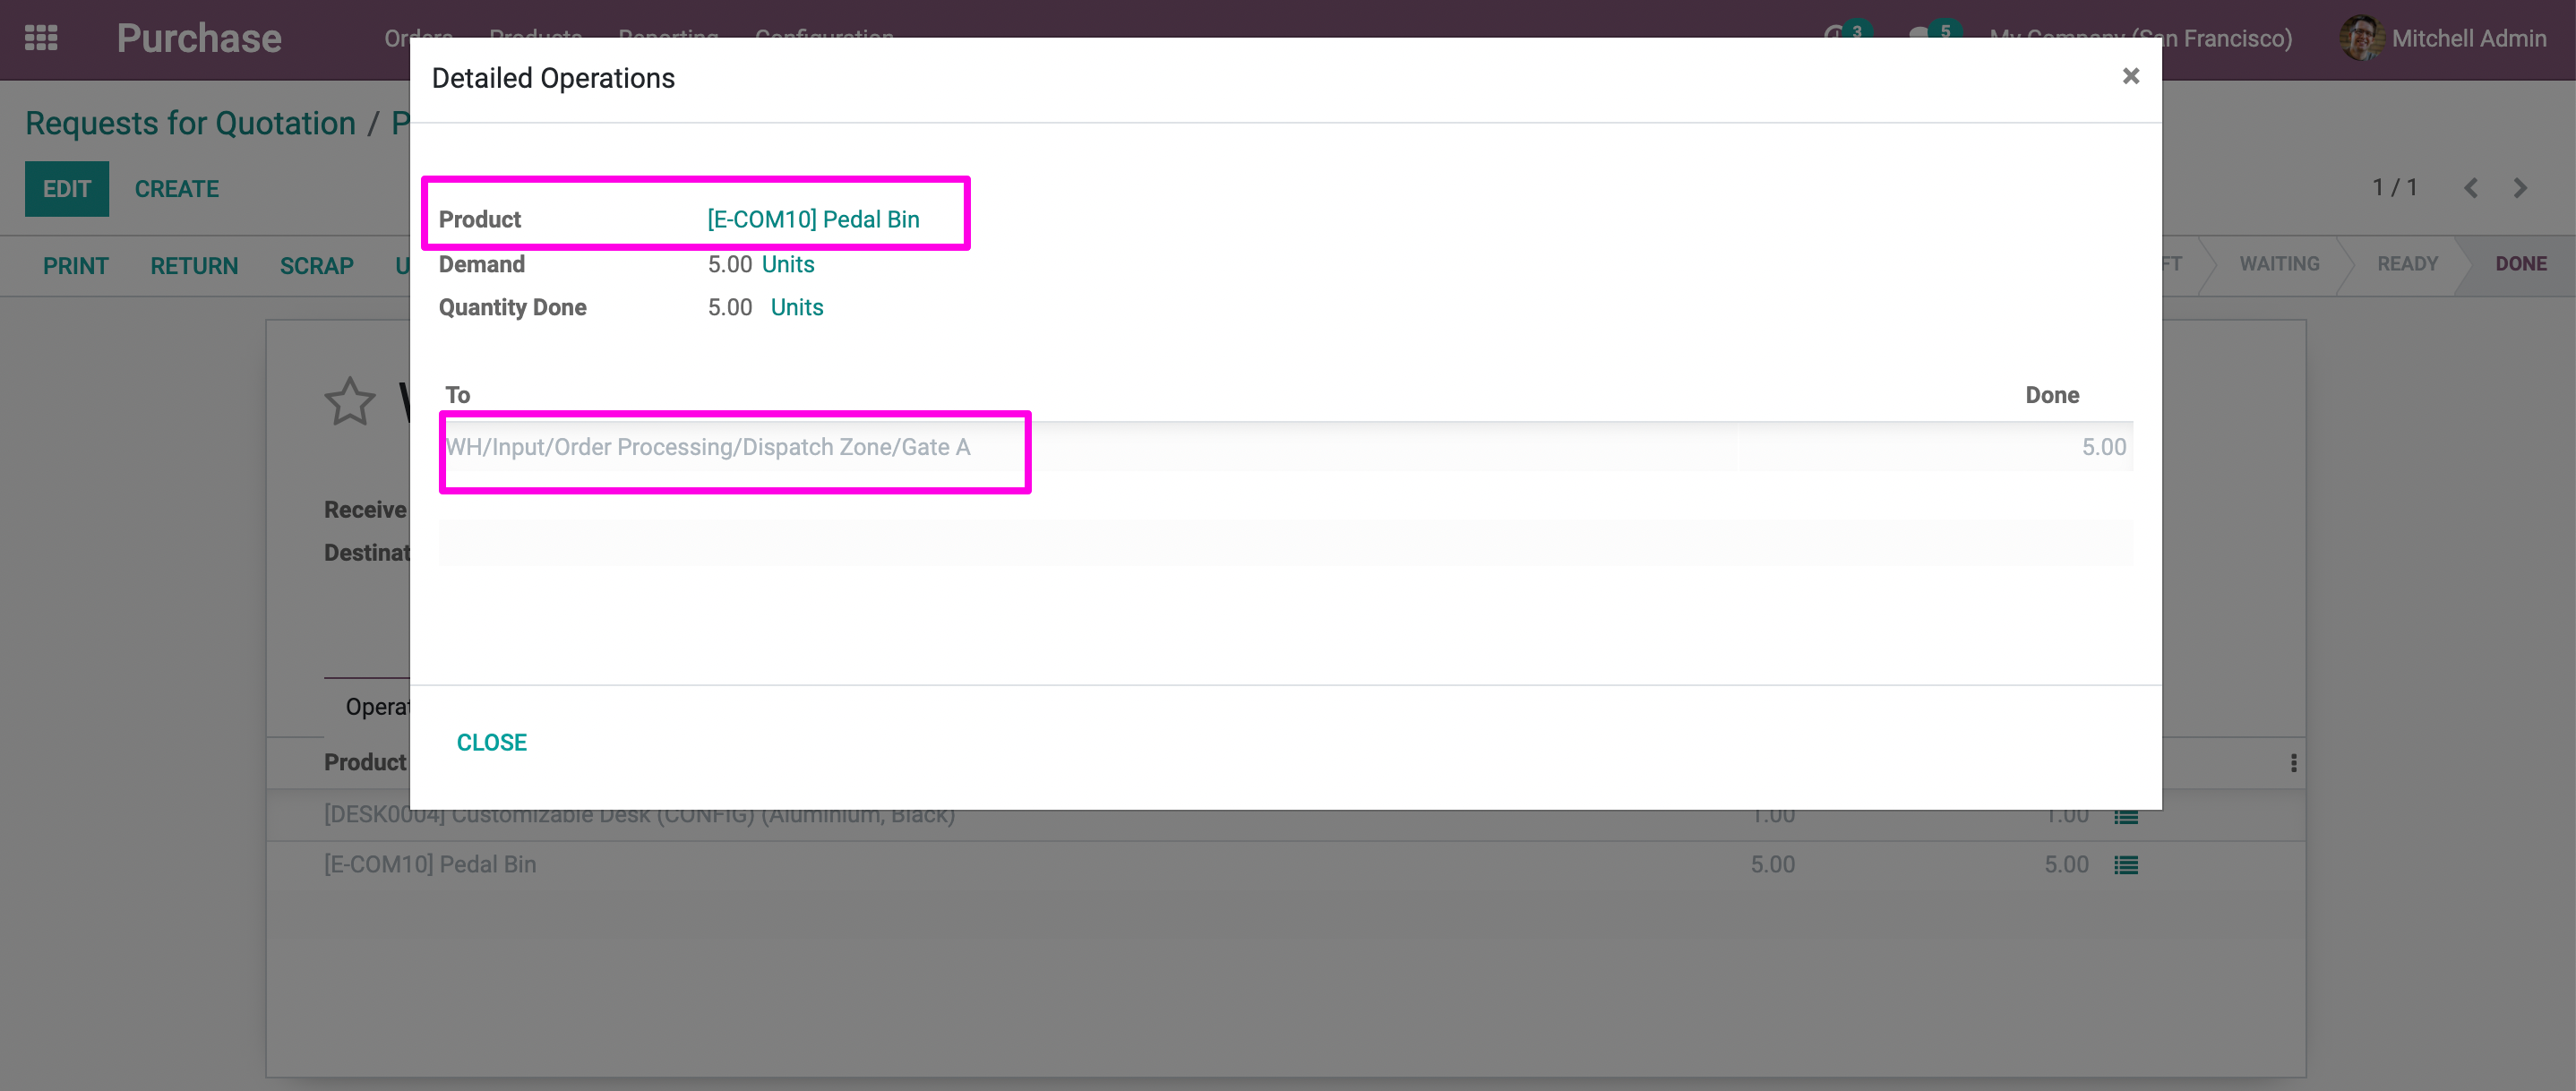 Purchase
Orders Products Reporting Configuration
3
5
My Company (San Francisco)
Mitchell Admin
Detailed Operations
Requests for Quotation / P
EDIT CREATE
1 / 1
Product [E-COM10] Pedal Bin
Demand 5.00 Units
PRINT RETURN SCRAP U
FT WAITING READY DONE
Quantity Done 5.00 Units
To Done
WH/Input/Order Processing/Dispatch Zone/Gate A 5.00
Receive
Destinat
Operat
CLOSE
Product
[DESK0004] Customizable Desk (CONFIG) (Aluminium, Black) 1.00 1.00
[E-COM10] Pedal Bin 5.00 5.00